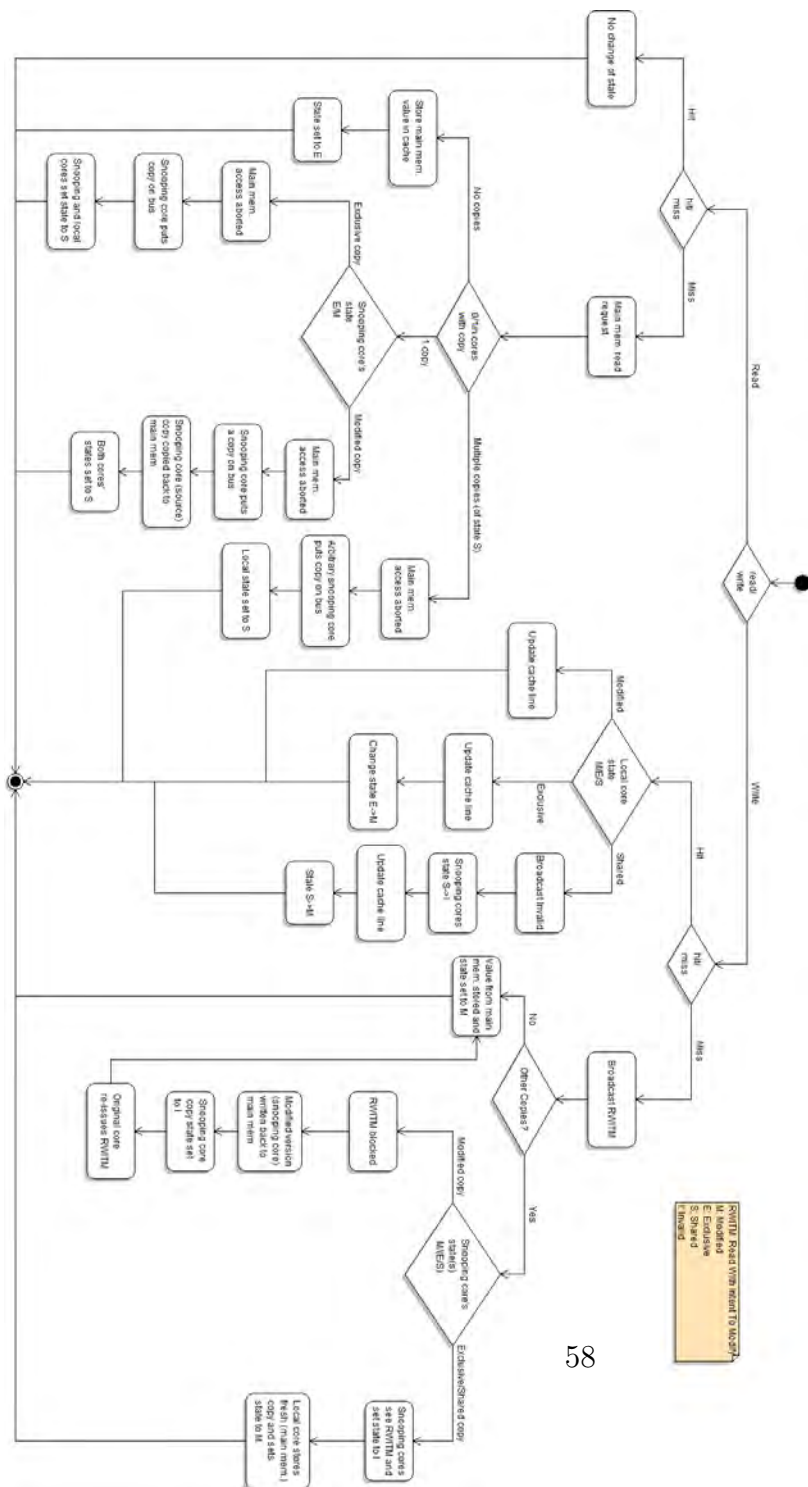 RWITM: Read With Intent To Modify
M: Modified
E: Exclusive
S: Shared
I: Invalid
read/
write
Read
Write
hit/
miss
Hit
Miss
No change of state
Main mem. read
request
0/1/n cores
with copy
No copies
1 copy
Multiple copies (of state S)
Store main mem.
value in cache
State set to E
Snooping core's
state
E/M
Exclusive copy
Modified copy
Main mem.
access aborted
Snooping core puts
copy on bus
Snooping and local
cores set state to S
Main mem.
access aborted
Snooping core puts
a copy on bus
Snooping core (source)
copy copied back to
main mem
Both cores'
states set to S
Main mem.
access aborted
Arbitrary snooping core
puts copy on bus
Local state set to S
hit/
miss
Hit
Miss
Local core
state
M/E/S
Modified
Exclusive
Shared
Update cache line
Update cache line
Change state E->M
Broadcast Invalid
Snooping cores
state S->I
Update cache line
State S->M
Broadcast RWITM
Other Copies?
No
Yes
Value from main
mem. stored and
state set to M
Snooping core's
state(s)
M/(E/S)
Modified copy
Exclusive/Shared copy
RWITM blocked
Modified version
(snooping core)
written back to
main mem
Snooping core
copy state set
to I
Original core
re-issues RWITM
Snooping cores
see RWITM and
set state to I
Local core stores
fresh (main mem.)
copy and sets
state to M
58